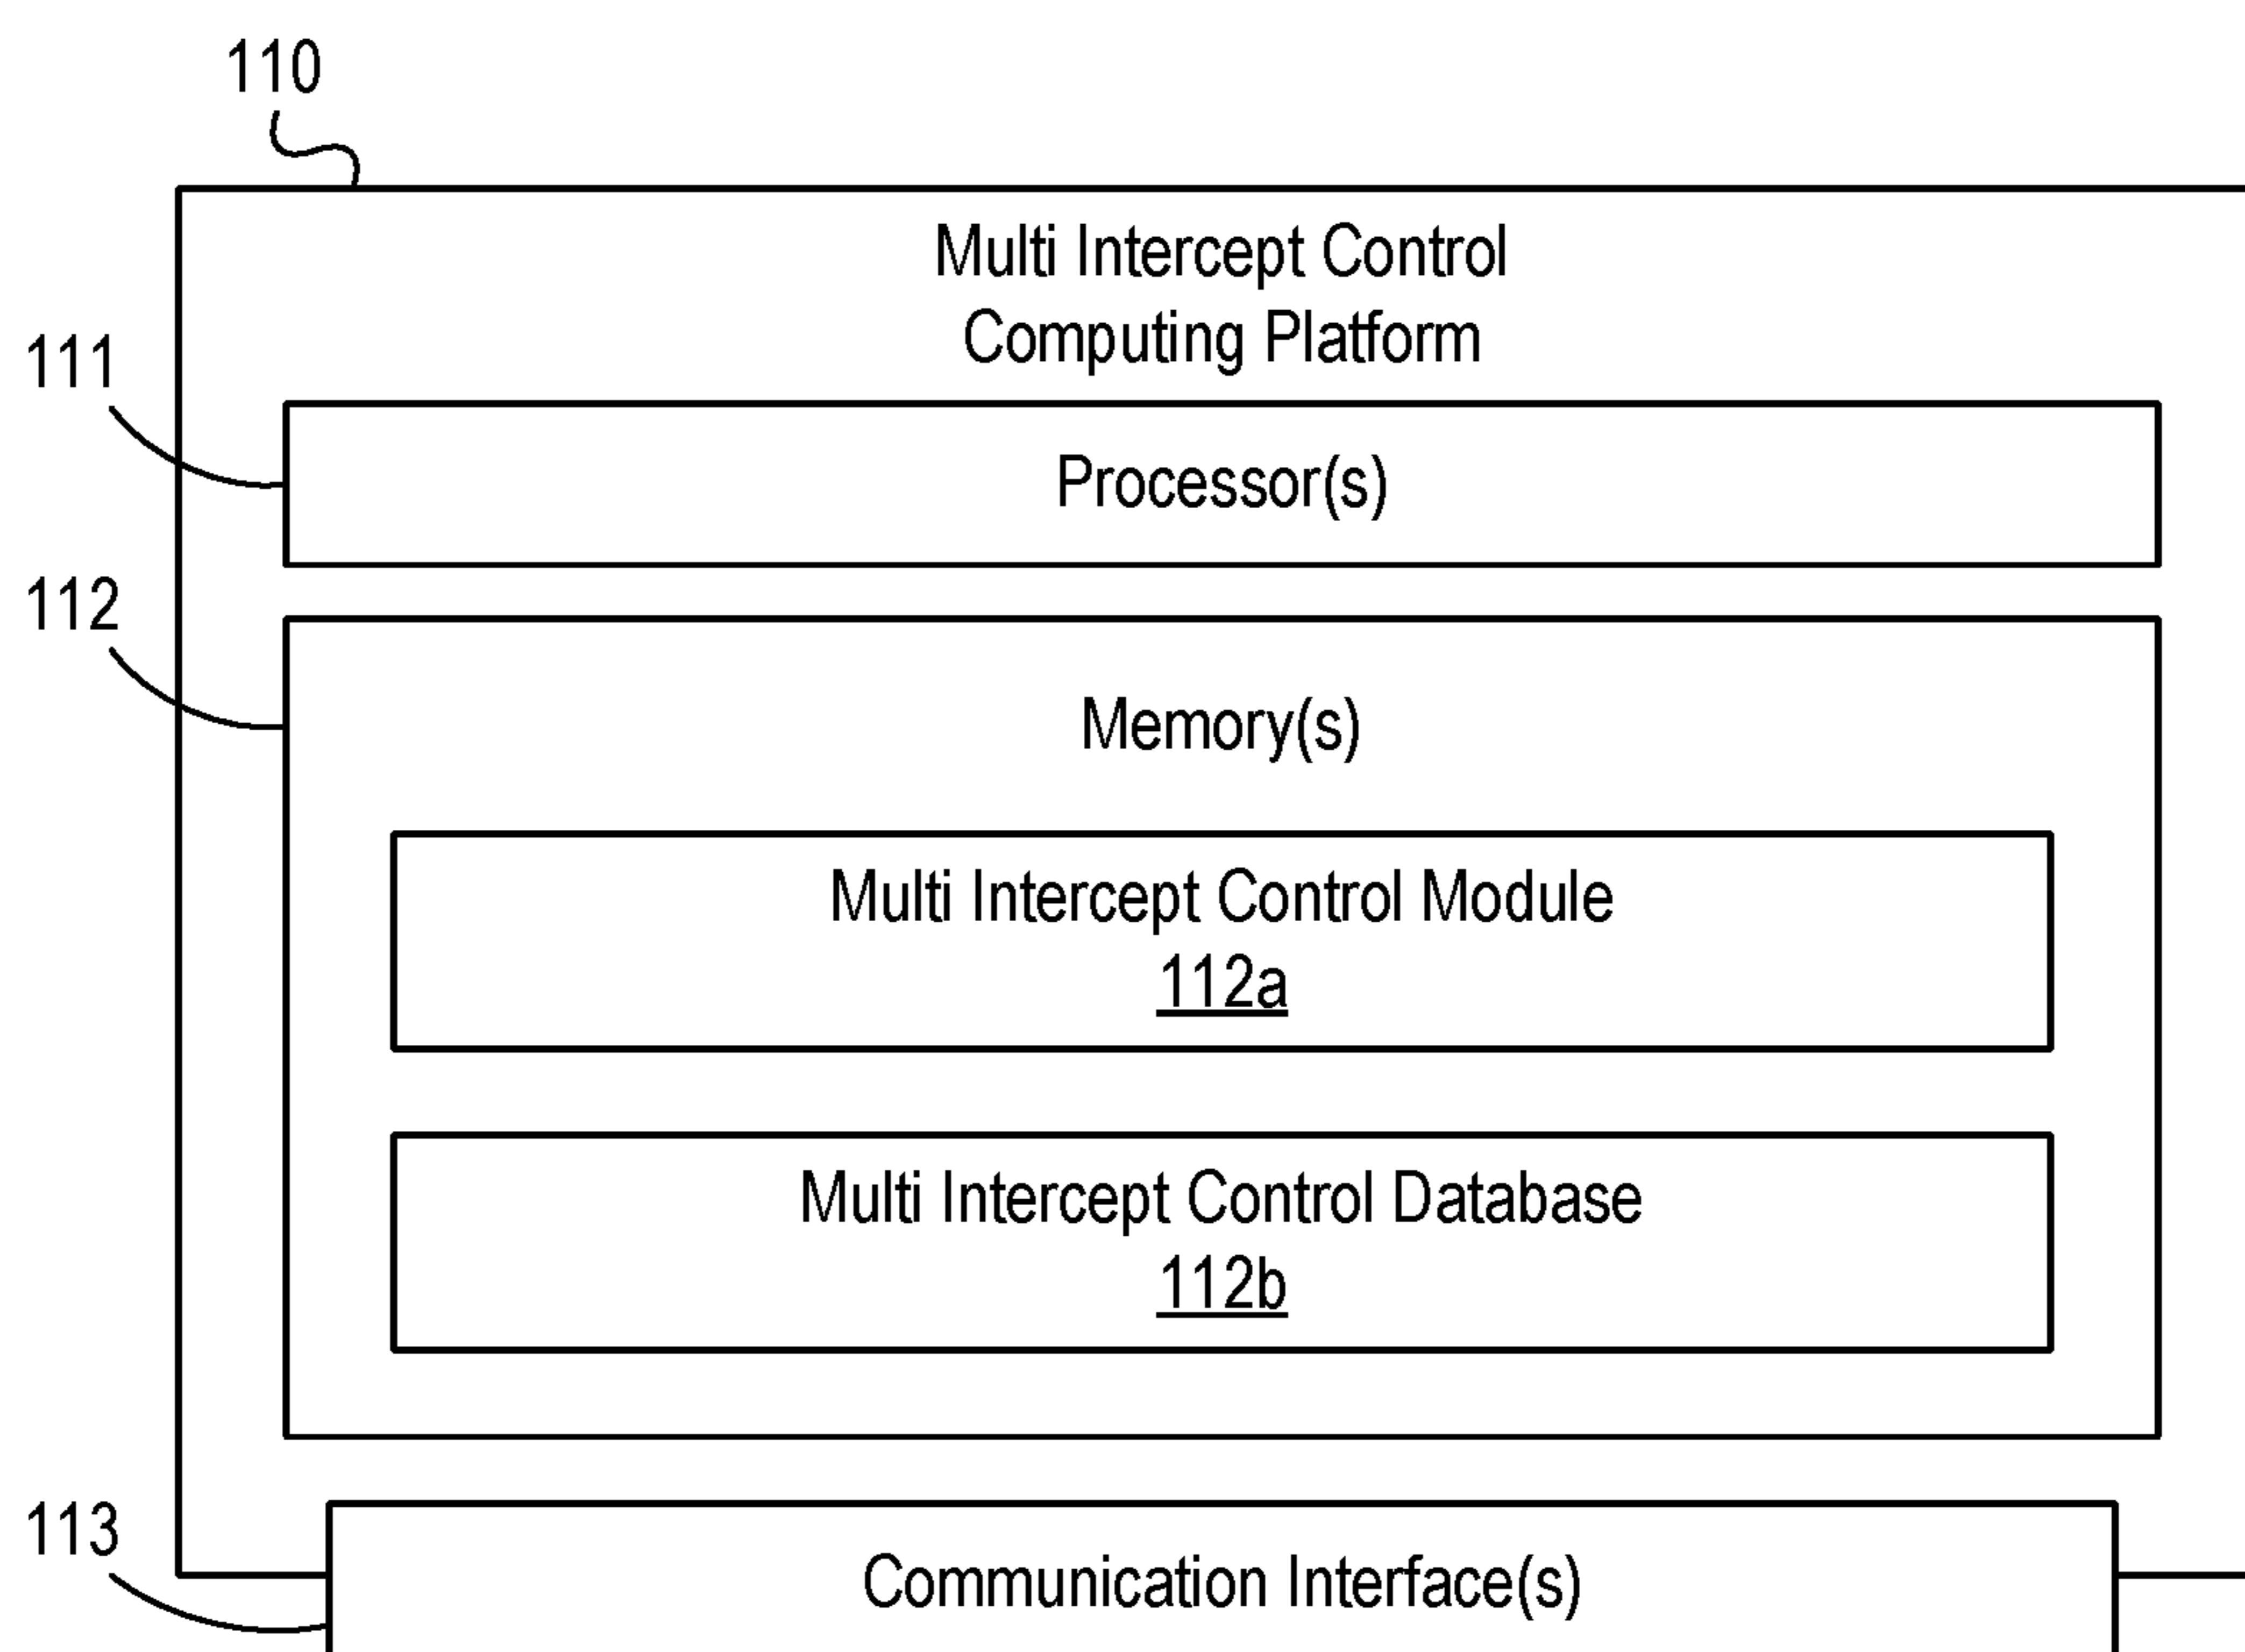 110
Multi Intercept Control
Computing Platform
111
Processor(s)
112
Memory(s)
Multi Intercept Control Module
112a
Multi Intercept Control Database
112b
113
Communication Interface(s)